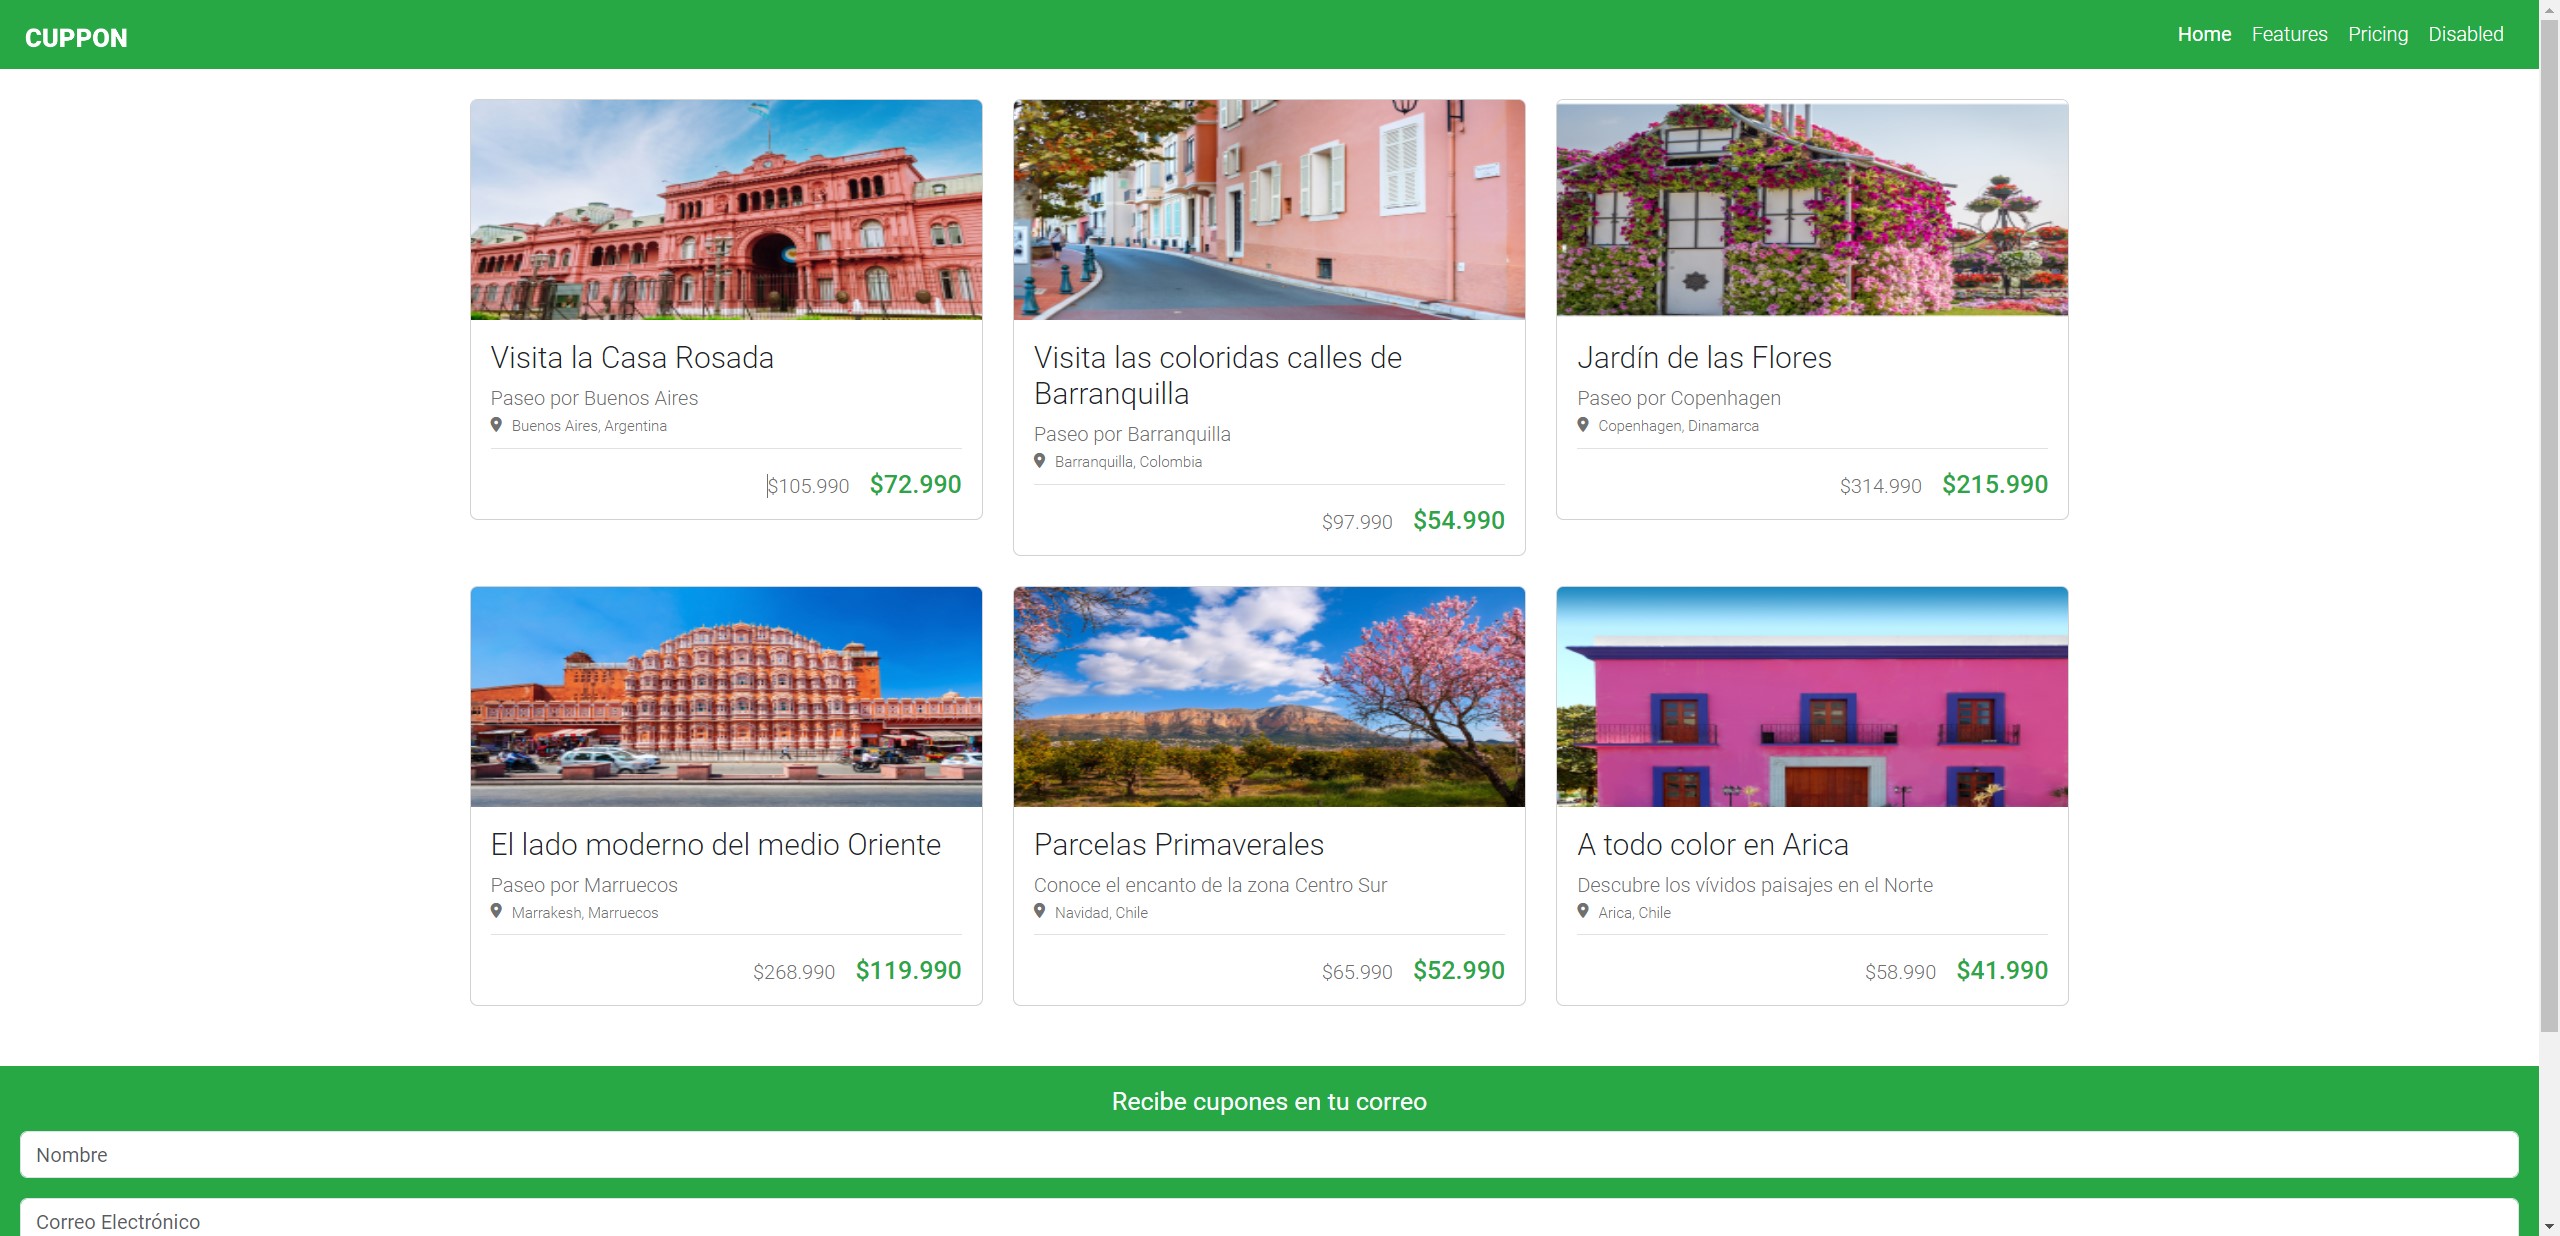 CUPPON
Home Features Pricing Disabled
Visita la Casa Rosada
Paseo por Buenos Aires
Buenos Aires, Argentina
$105.990 $72.990
Visita las coloridas calles de
Barranquilla
Paseo por Barranquilla
Barranquilla, Colombia
$97.990 $54.990
Jardín de las Flores
Paseo por Copenhagen
Copenhagen, Dinamarca
$314.990 $215.990
El lado moderno del medio Oriente
Paseo por Marruecos
Marrakesh, Marruecos
$268.990 $119.990
Parcelas Primaverales
Conoce el encanto de la zona Centro Sur
Navidad, Chile
$65.990 $52.990
A todo color en Arica
Descubre los vívidos paisajes en el Norte
Arica, Chile
$58.990 $41.990
Recibe cupones en tu correo
Nombre
Correo Electrónico